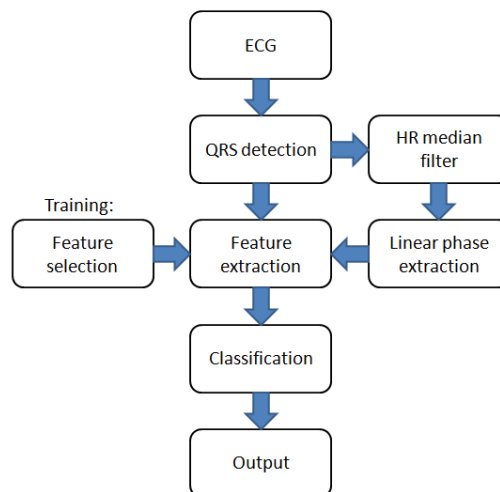 ECG
QRS detection
HR median
filter
Training:
Feature
selection
Feature
extraction
Linear phase
extraction
Classification
Output